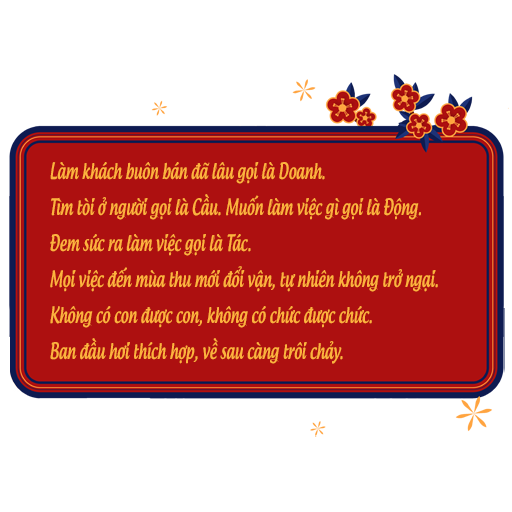 Làm khách buôn bán đã lâu gọi là Doanh.
Tìm tòi ở người gọi là Cầu. Muốn làm việc gì gọi là Động.
Đem sức ra làm việc gọi là Tác.
Mọi việc đến mùa thu mới đổi vận, tự nhiên không trở ngại.
Không có con được con, không có chức được chức.
Ban đầu hơi thích hợp, về sau càng trôi chảy.